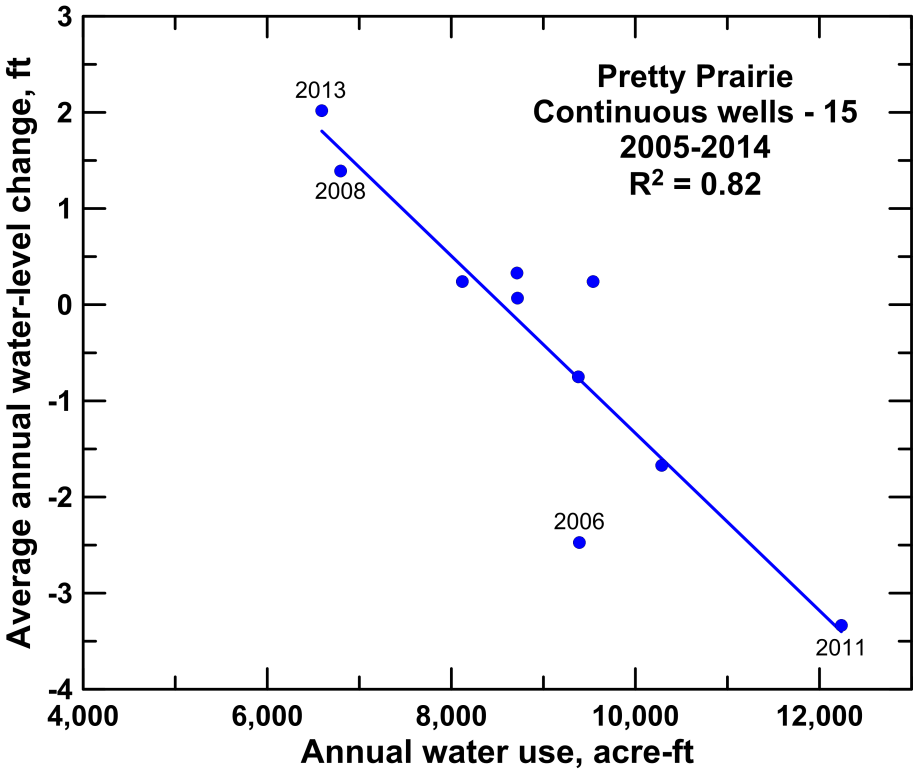 Pretty Prairie
Continuous wells - 15
2005-2014
R² = 0.82
Average annual water-level change, ft
3
2
1
0
-1
-2
-3
-4
2013
2008
2006
2011
4,000 6,000 8,000 10,000 12,000
Annual water use, acre-ft